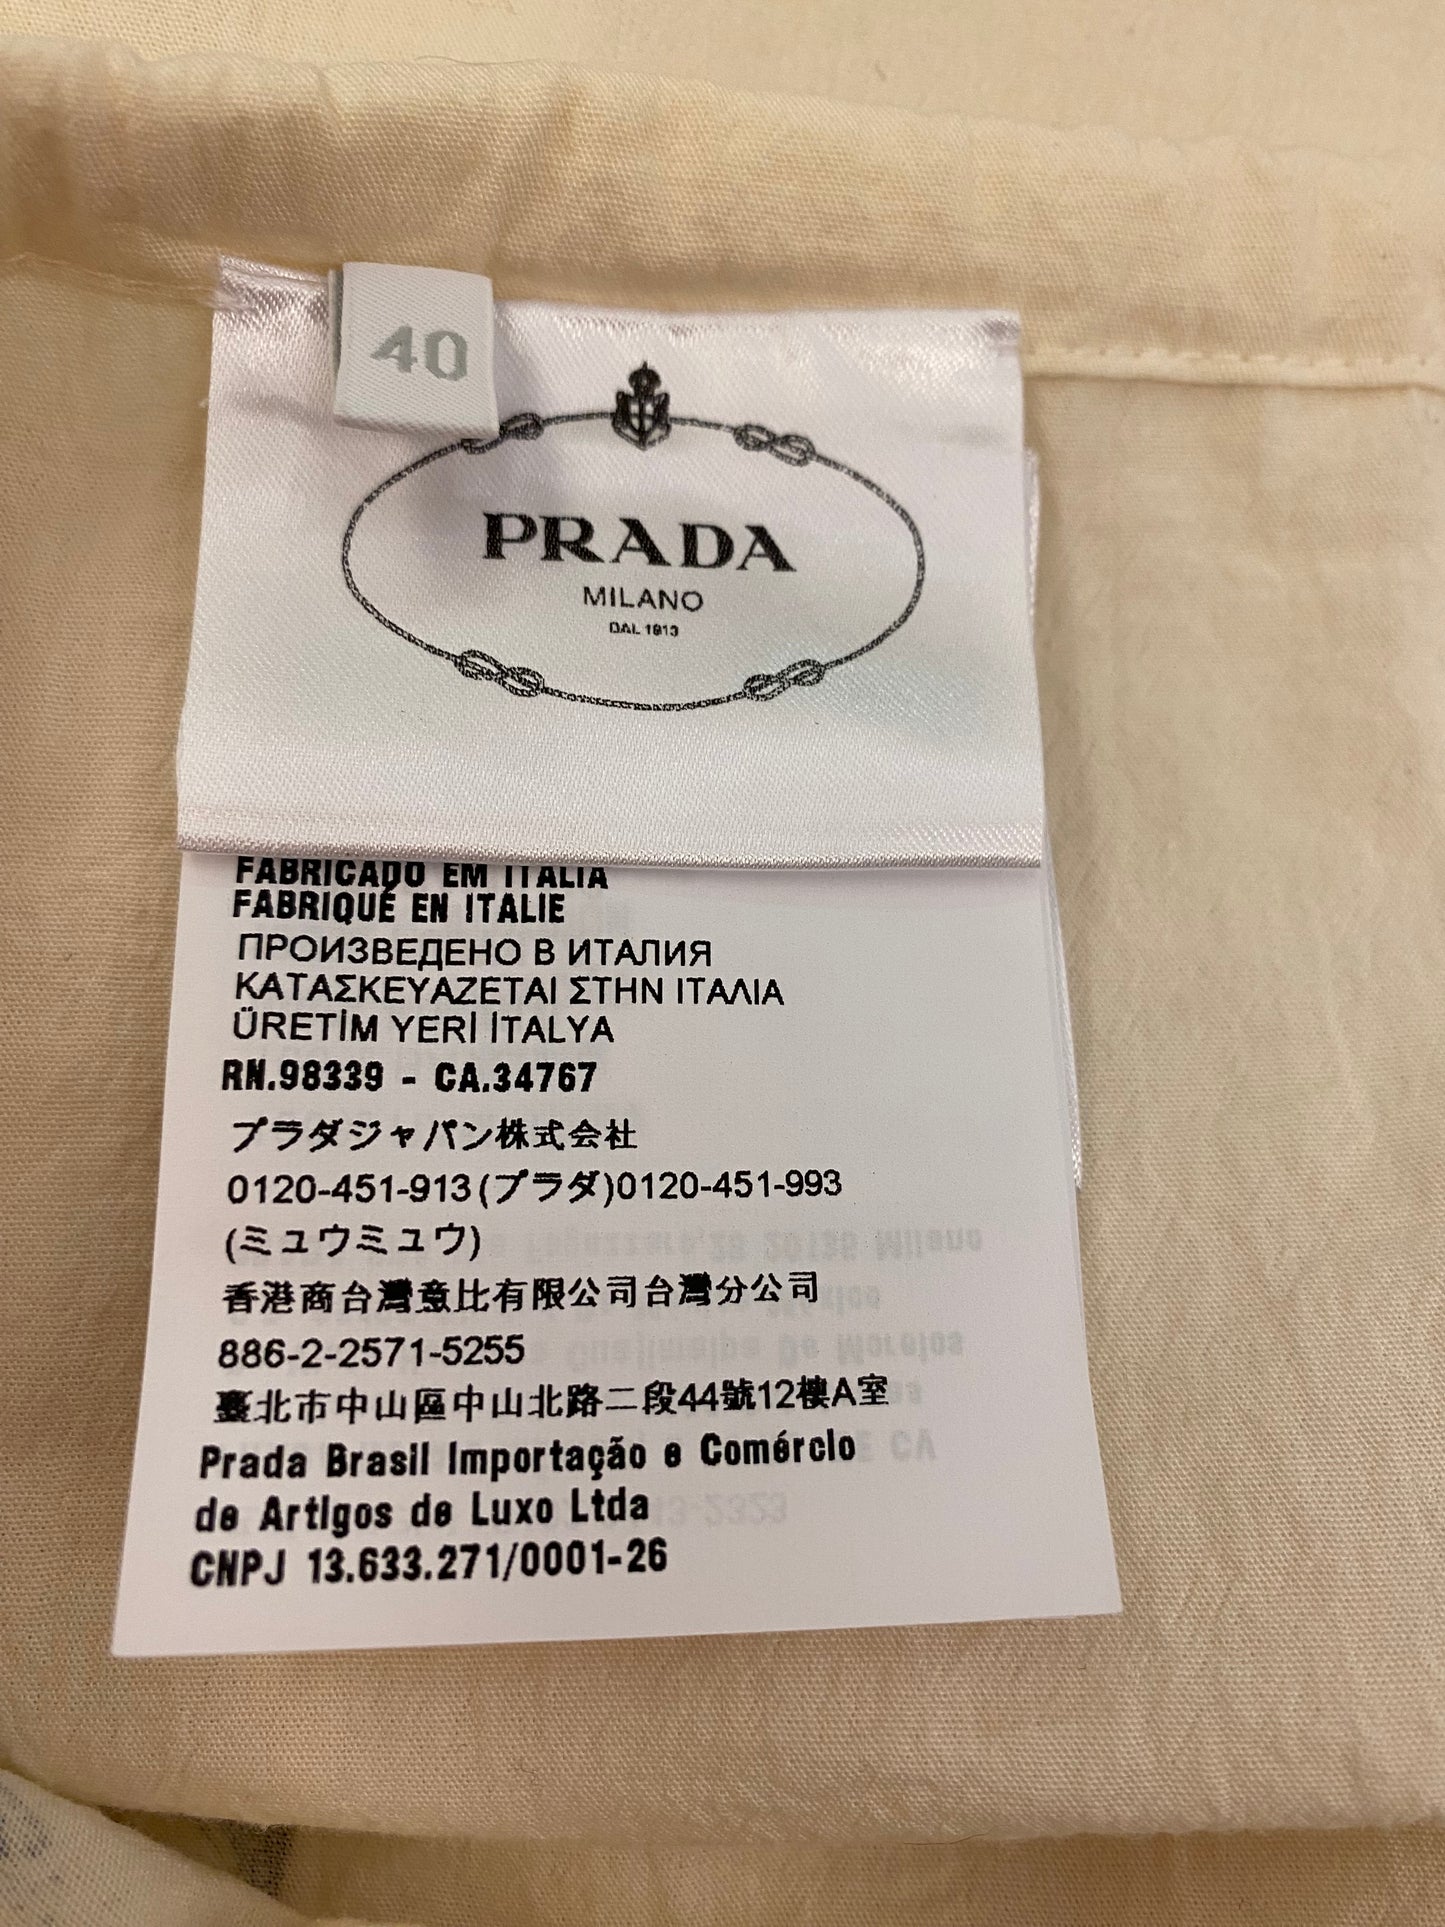 40
PRADA
MILANO
DAL 1913
FABRICADO EM ITALIA
FABRIQUÉ EN ITALIE
ПРОИЗВЕДЕНО В ИТАЛИЯ
ΚΑΤΑΣΚΕΥΑΖΕΤΑΙ ΣΤΗΝ ΙΤΑΛΙΑ
ÜRETİM YERİ İTALYA
RN.98339 - CA.34767
プラダジャパン株式会社
0120-451-913(プラダ)0120-451-993
(ミュウミュウ)
香港商台灣意比有限公司台灣分公司
886-2-2571-5255
臺北市中山區中山北路二段44號12樓A室
Prada Brasil Importação e Comércio
de Artigos de Luxo Ltda
CNPJ 13.633.271/0001-26